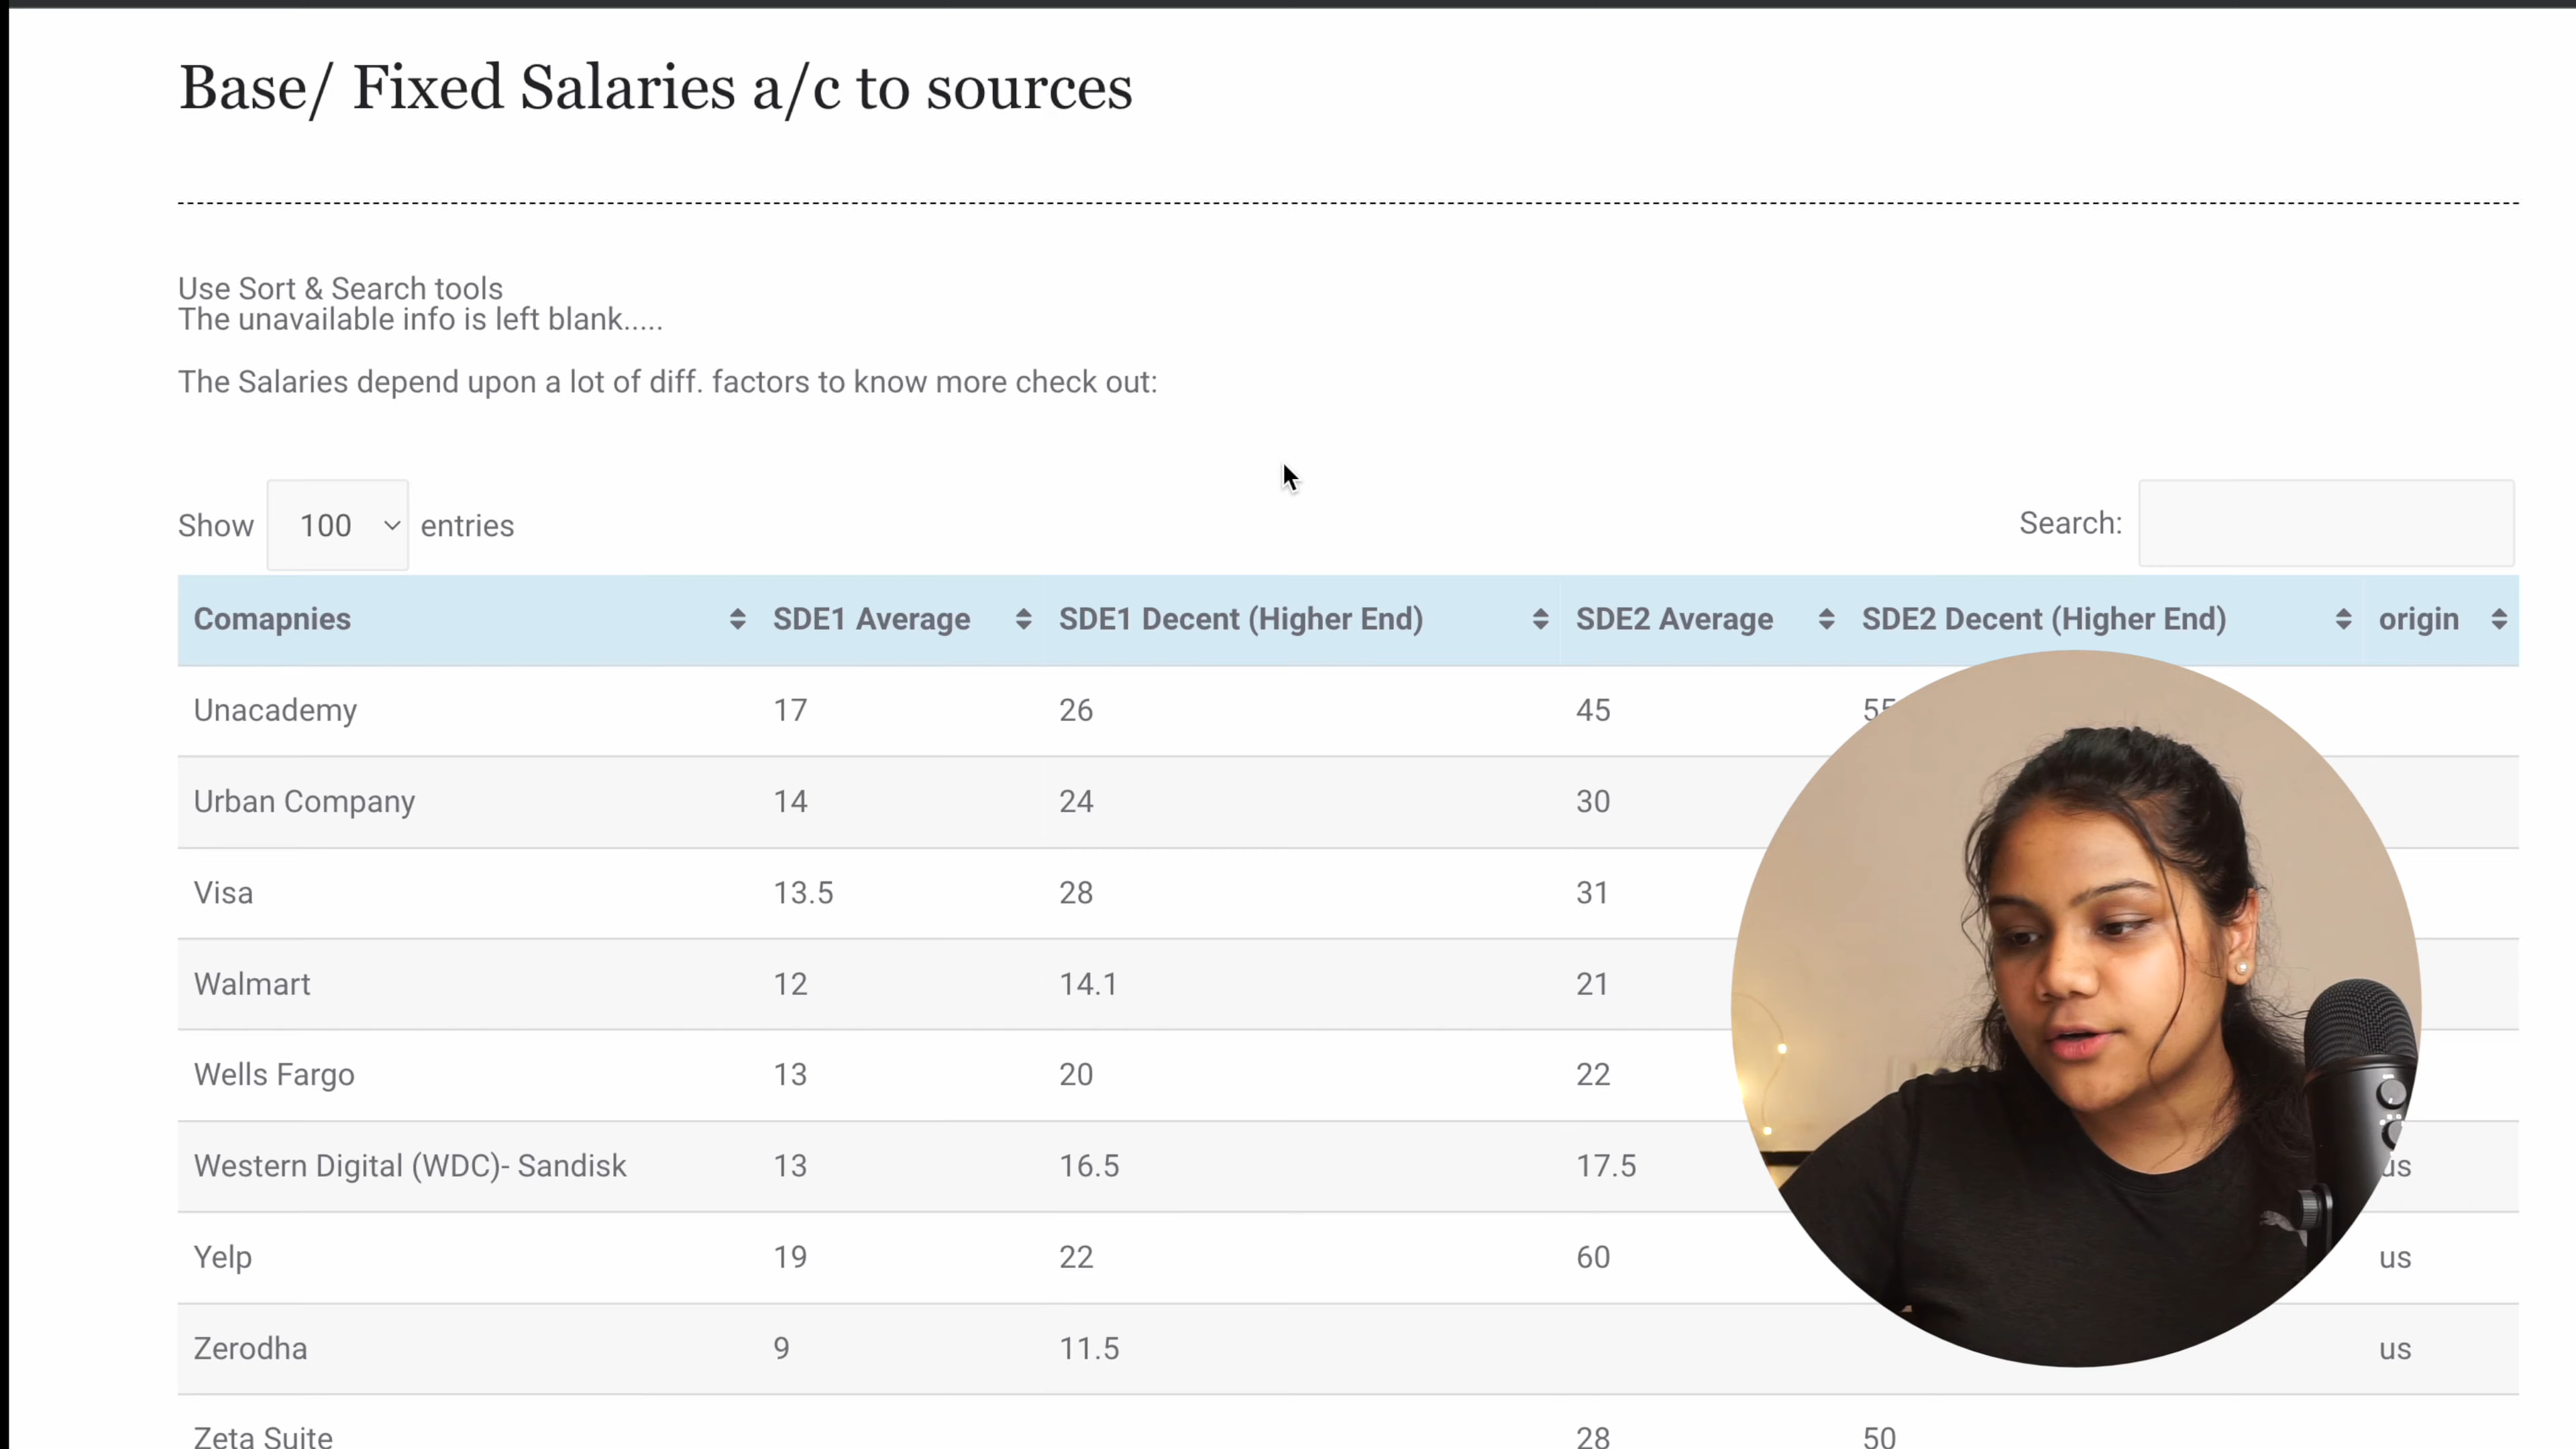 Base/ Fixed Salaries a/c to sources
Use Sort & Search tools
The unavailable info is left blank.....
The Salaries depend upon a lot of diff. factors to know more check out:
Show 100 entries Search:
Comapnies SDE1 Average SDE1 Decent (Higher End) SDE2 Average SDE2 Decent (Higher End) origin
Unacademy 17 26 45 55
Urban Company 14 24 30
Visa 13.5 28 31
Walmart 12 14.1 21
Wells Fargo 13 20 22
Western Digital (WDC)- Sandisk 13 16.5 17.5 us
Yelp 19 22 60 us
Zerodha 9 11.5 us
Zeta Suite 28 50